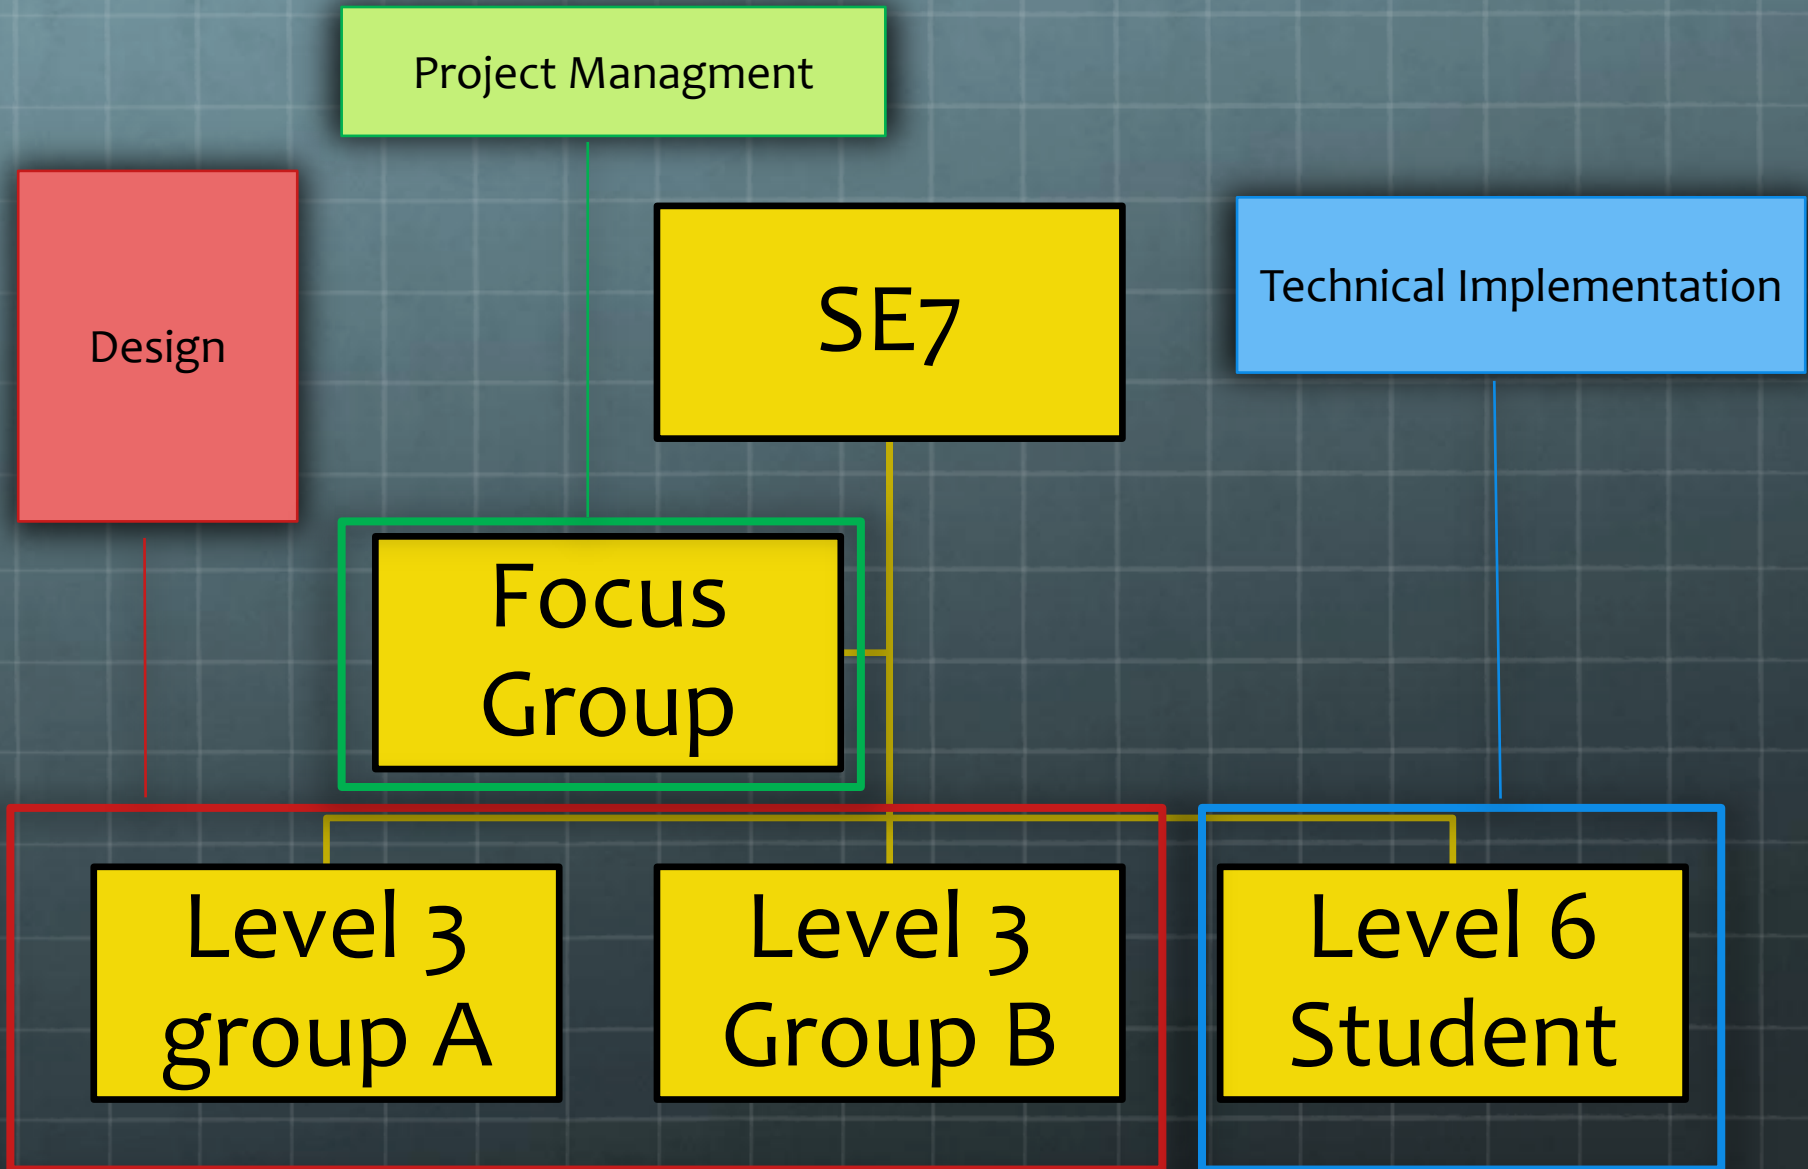 Project Managment
Design
SE7
Technical Implementation
Focus
Group
Level 3
group A
Level 3
Group B
Level 6
Student